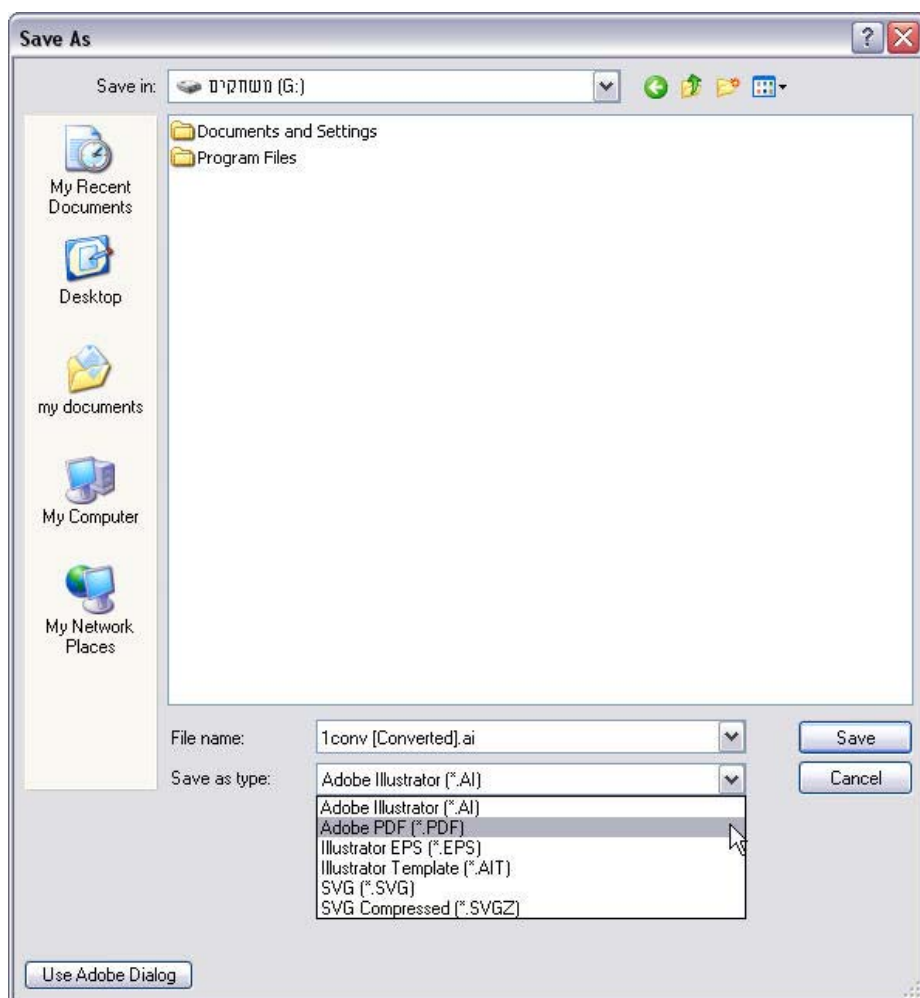 Save As
Save in: משחקים (G:)
My Recent Documents
Desktop
my documents
My Computer
My Network Places
Documents and Settings
Program Files
File name: 1conv [Converted].ai Save
Save as type: Adobe Illustrator (*.AI) Cancel
Adobe Illustrator (*.AI)
Adobe PDF (*.PDF)
Illustrator EPS (*.EPS)
Illustrator Template (*.AIT)
SVG (*.SVG)
SVG Compressed (*.SVGZ)
Use Adobe Dialog